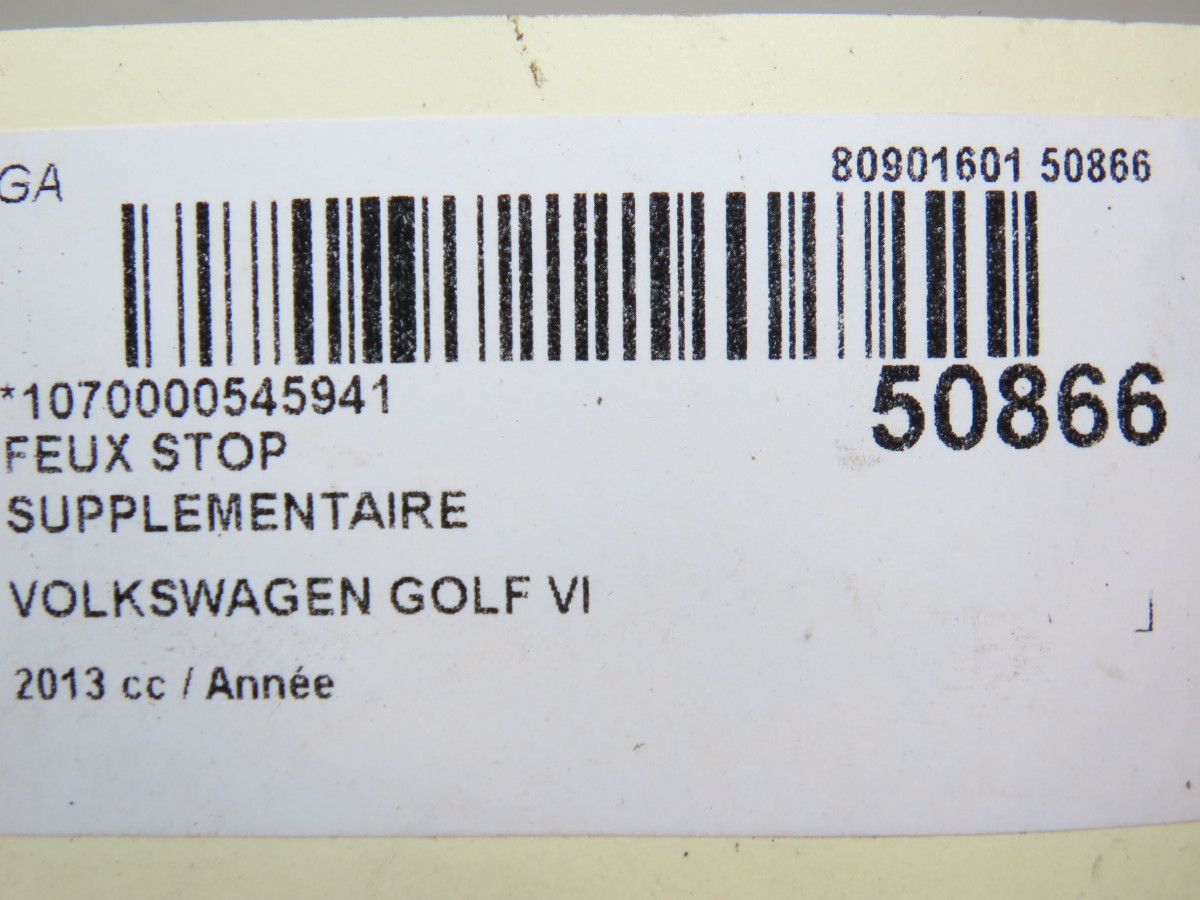 GA
80901601 50866
*1070000545941
50866
FEUX STOP
SUPPLEMENTAIRE
VOLKSWAGEN GOLF VI
2013 cc / Année